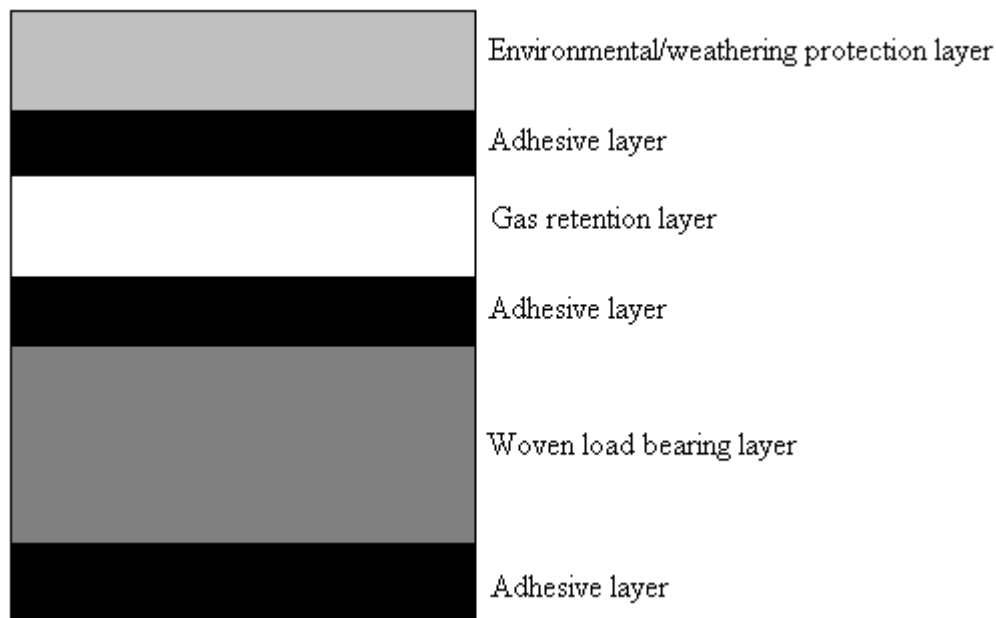 Environmental/weathering protection layer
Adhesive layer
Gas retention layer
Adhesive layer
Woven load bearing layer
Adhesive layer